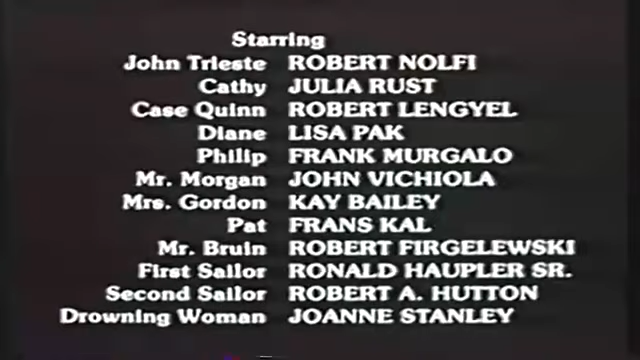 Starring
John Trieste ROBERT NOLFI
Cathy JULIA RUST
Case Quinn ROBERT LENGYEL
Diane LISA PAK
Philip FRANK MURGALO
Mr. Morgan JOHN VICHIOLA
Mrs. Gordon KAY BAILEY
Pat FRANS KAL
Mr. Bruin ROBERT FIRGELEWSKI
First Sailor RONALD HAUPLER SR.
Second Sailor ROBERT A. HUTTON
Drowning Woman JOANNE STANLEY